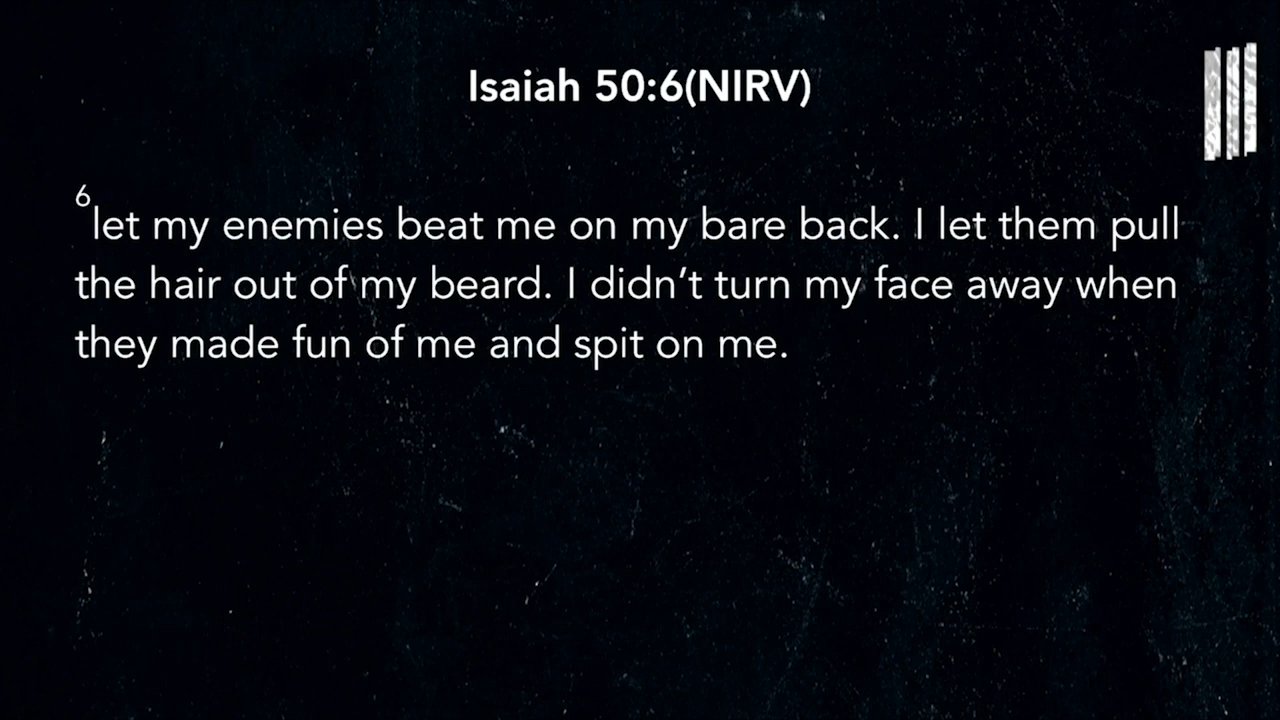 Isaiah 50:6(NIRV)
6let my enemies beat me on my bare back. I let them pull
the hair out of my beard. I didn’t turn my face away when
they made fun of me and spit on me.